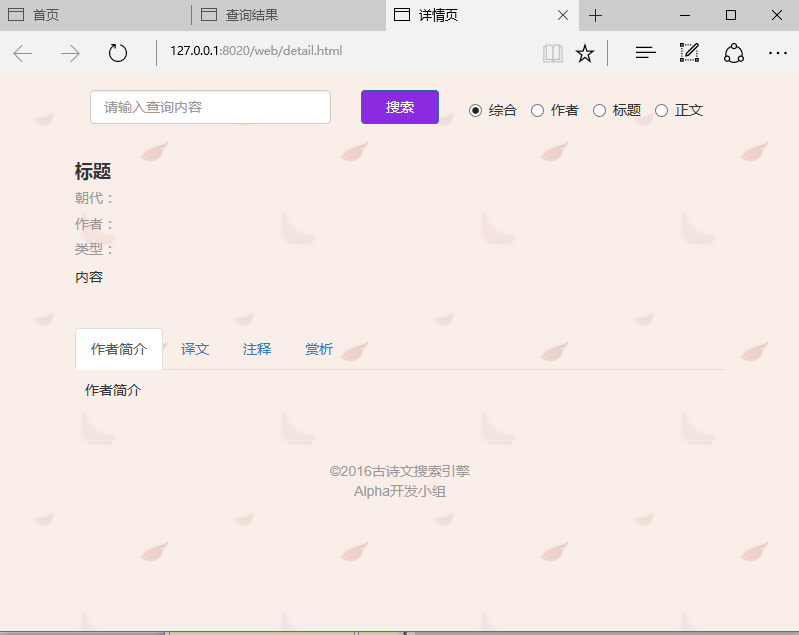 首页 查询结果 详情页
127.0.0.1:8020/web/detail.html
请输入查询内容 搜索 综合 作者 标题 正文
标题
朝代：
作者：
类型：
内容
作者简介 译文 注释 赏析
作者简介
©2016古诗文搜索引擎
Alpha开发小组